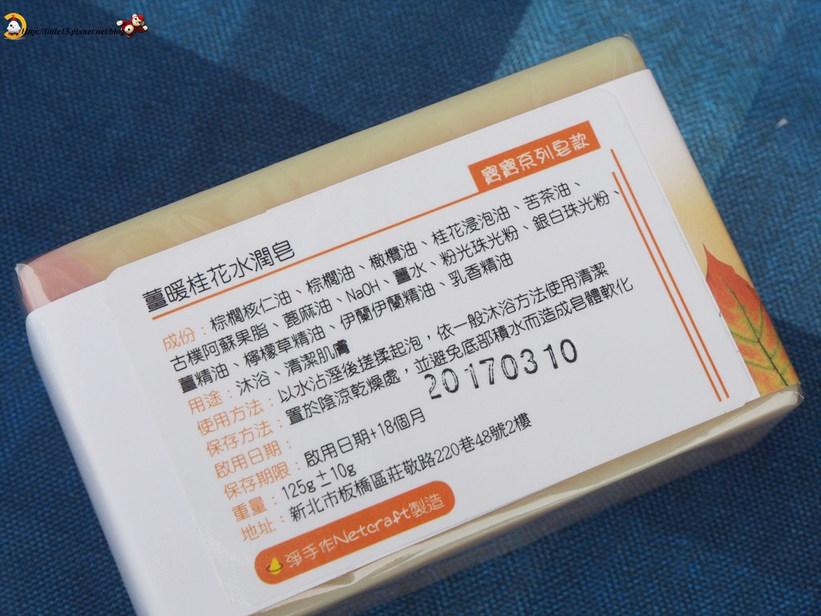 http://little15.pixnet.net/blog
寶寶系列皂款
薑暖桂花水潤皂
成份：棕櫚核仁油、棕櫚油、橄欖油、桂花浸泡油、苦茶油、
古樸阿蘇果脂、蓖麻油、NaOH、薑水、粉光珠光粉、銀白珠光粉、
薑精油、檸檬草精油、伊蘭伊蘭精油、乳香精油
用途：沐浴、清潔肌膚
使用方法：以水沾溼後搓揉起泡，依一般沐浴方法使用清潔
保存方法：置於陰涼乾燥處，並避免底部積水而造成皂體軟化
啟用日期：20170310
保存期限：啟用日期+18個月
重量：125g±10g
地址：新北市板橋區莊敬路220巷48號2樓
淨手作Netcraft製造